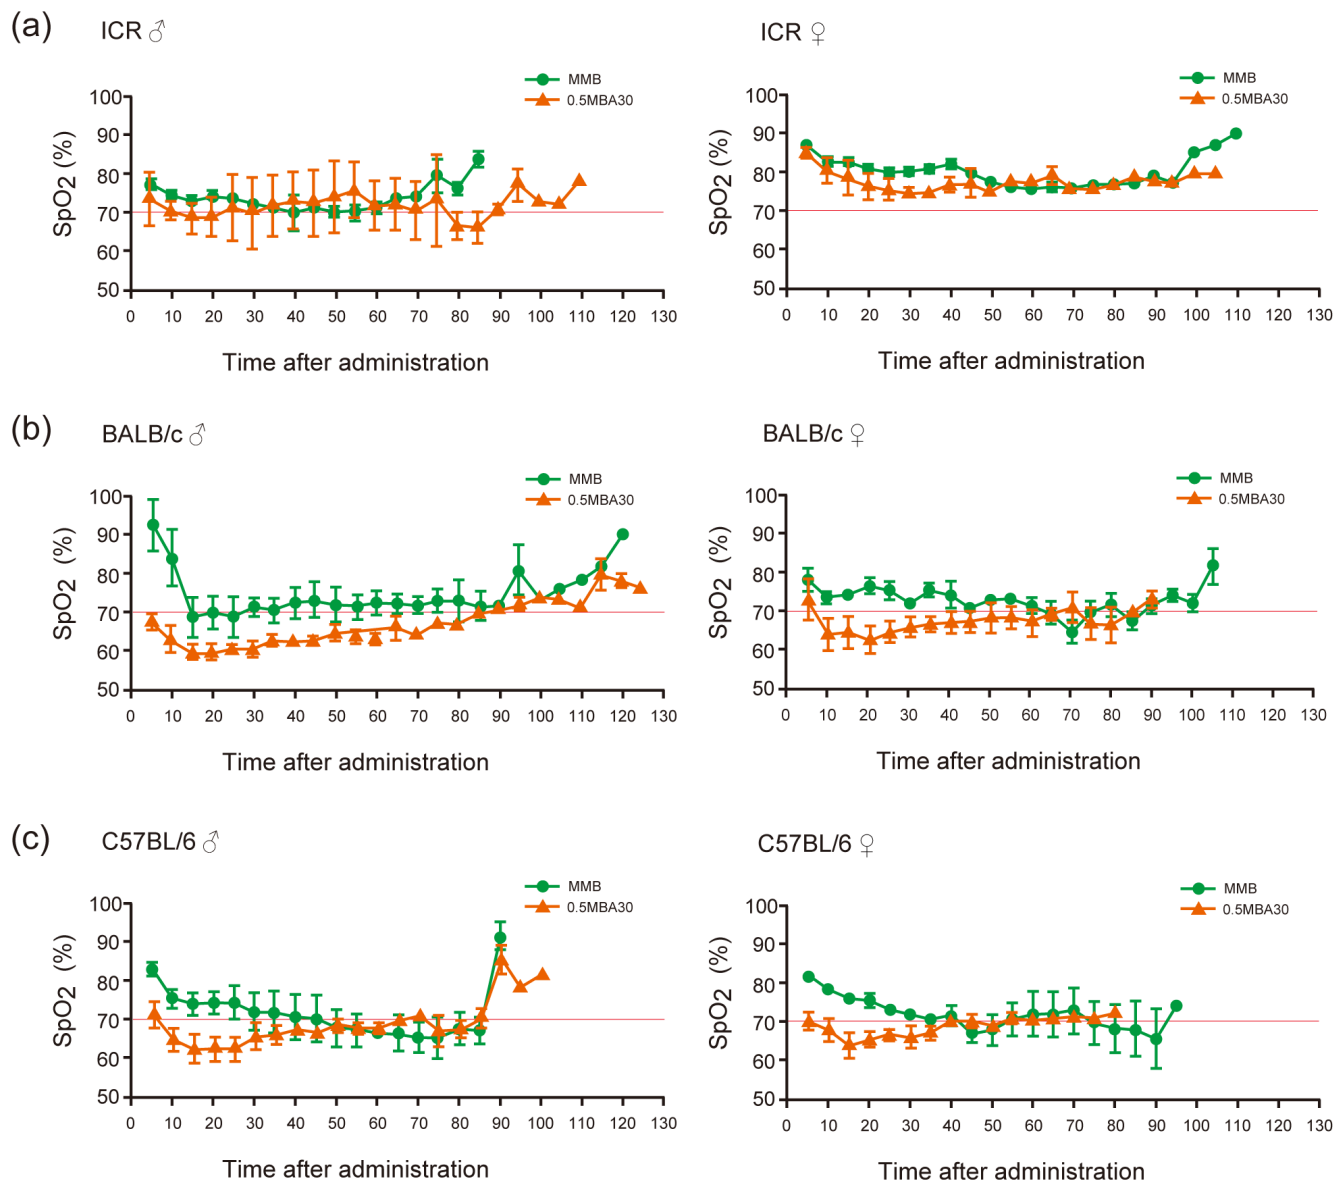 (a)
ICR ♂
MMB
0.5MBA30
SpO2 (%)
100
90
80
70
60
50
0 10 20 30 40 50 60 70 80 90 100 110 120 130
Time after administration
ICR ♀
MMB
0.5MBA30
SpO2 (%)
100
90
80
70
60
50
0 10 20 30 40 50 60 70 80 90 100 110 120 130
Time after administration
(b)
BALB/c ♂
MMB
0.5MBA30
SpO2 (%)
100
90
80
70
60
50
0 10 20 30 40 50 60 70 80 90 100 110 120 130
Time after administration
BALB/c ♀
MMB
0.5MBA30
SpO2 (%)
100
90
80
70
60
50
0 10 20 30 40 50 60 70 80 90 100 110 120 130
Time after administration
(c)
C57BL/6 ♂
MMB
0.5MBA30
SpO2 (%)
100
90
80
70
60
50
0 10 20 30 40 50 60 70 80 90 100 110 120 130
Time after administration
C57BL/6 ♀
MMB
0.5MBA30
SpO2 (%)
100
90
80
70
60
50
0 10 20 30 40 50 60 70 80 90 100 110 120 130
Time after administration